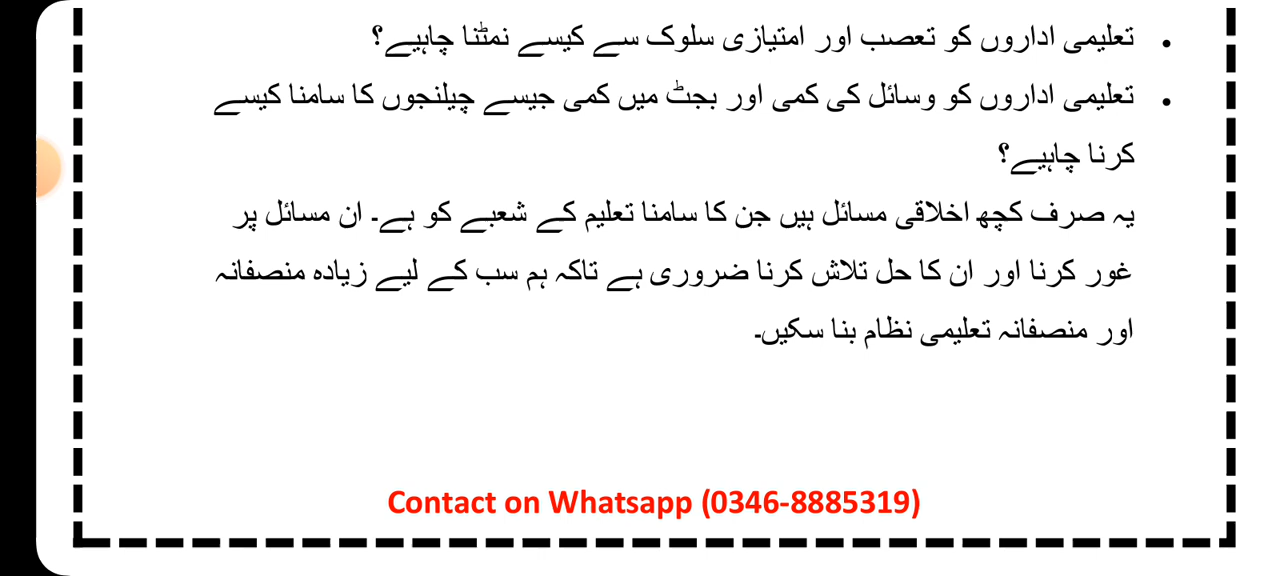 • تعلیمی اداروں کو تعصب اور امتیازی سلوک سے کیسے نمٹنا چاہیے؟
• تعلیمی اداروں کو وسائل کی کمی اور بجٹ میں کمی جیسے چیلنجوں کا سامنا کیسے
کرنا چاہیے؟
یہ صرف کچھ اخلاقی مسائل ہیں جن کا سامنا تعلیم کے شعبے کو ہے۔ ان مسائل پر
غور کرنا اور ان کا حل تلاش کرنا ضروری ہے تاکہ ہم سب کے لیے زیادہ منصفانہ
اور منصفانہ تعلیمی نظام بنا سکیں۔
Contact on Whatsapp (0346-8885319)